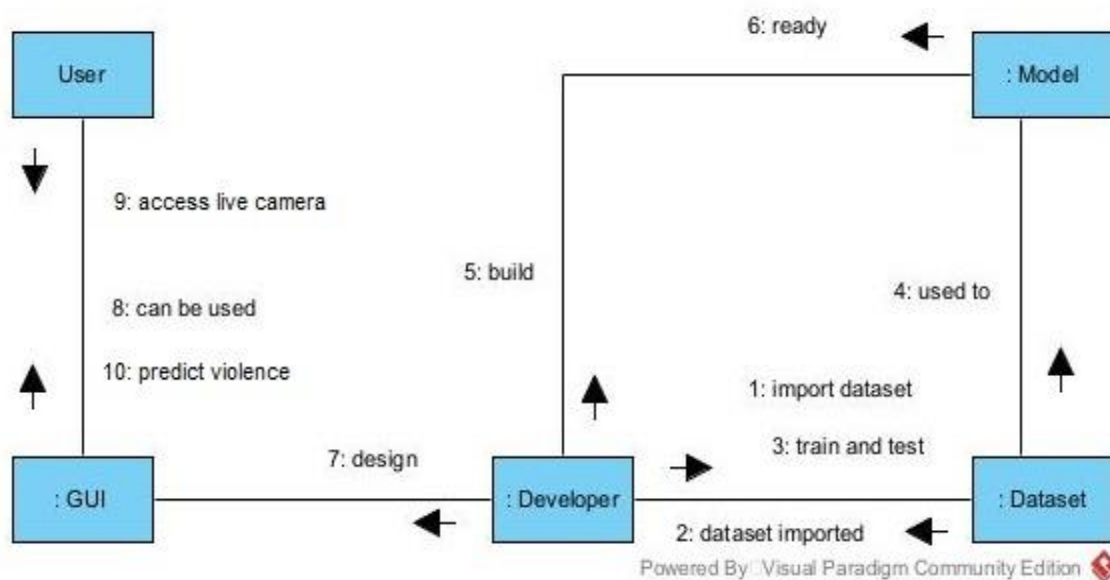 6: ready
User
: Model
9: access live camera
5: build
4: used to
8: can be used
10: predict violence
1: import dataset
3: train and test
7: design
: GUI
: Developer
: Dataset
2: dataset imported
Powered By Visual Paradigm Community Edition